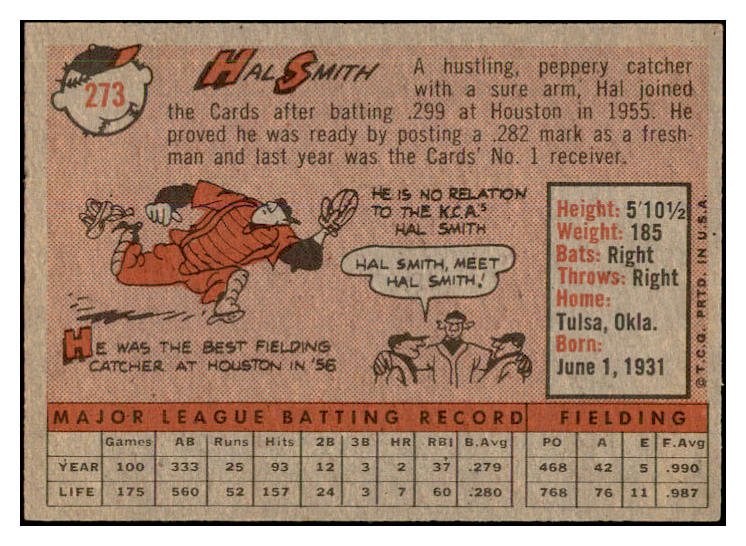 273
HAL SMITH
A hustling, peppery catcher
with a sure arm, Hal joined
the Cards after batting .299 at Houston in 1955. He
proved he was ready by posting a .282 mark as a fresh-
man and last year was the Cards' No. 1 receiver.
HE IS NO RELATION
TO THE K.C.A.'S
HAL SMITH
HAL SMITH, MEET
HAL SMITH!
HE WAS THE BEST FIELDING
CATCHER AT HOUSTON IN '56
Height: 5'10½
Weight: 185
Bats: Right
Throws: Right
Home:
Tulsa, Okla.
Born:
June 1, 1931
©T.C.G. PRTD. IN U.S.A.
MAJOR LEAGUE BATTING RECORD FIELDING
Games AB Runs Hits 2B 3B HR RBI B.Avg PO A E F.Avg
YEAR 100 333 25 93 12 3 2 37 .279 468 42 5 .990
LIFE 175 560 52 157 24 3 7 60 .280 768 76 11 .987